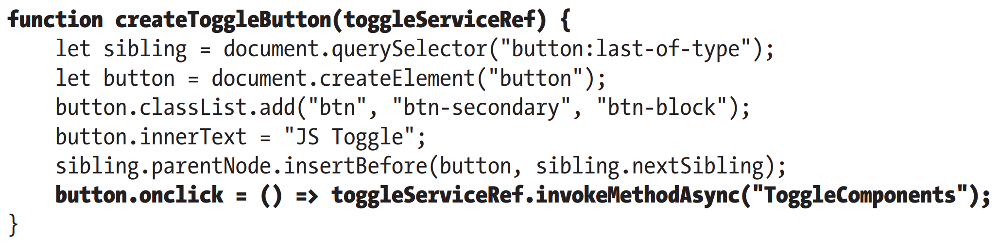 function createToggleButton(toggleServiceRef) {
    let sibling = document.querySelector("button:last-of-type");
    let button = document.createElement("button");
    button.classList.add("btn", "btn-secondary", "btn-block");
    button.innerText = "JS Toggle";
    sibling.parentNode.insertBefore(button, sibling.nextSibling);
    button.onclick = () => toggleServiceRef.invokeMethodAsync("ToggleComponents");
}